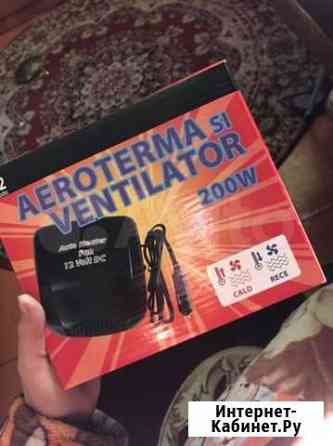 AEROTERMA SI
VENTILATOR
200W
Auto Heater
Fan
12 Volt DC
CALD
RECE
Интернет-
Кабинет.Ру